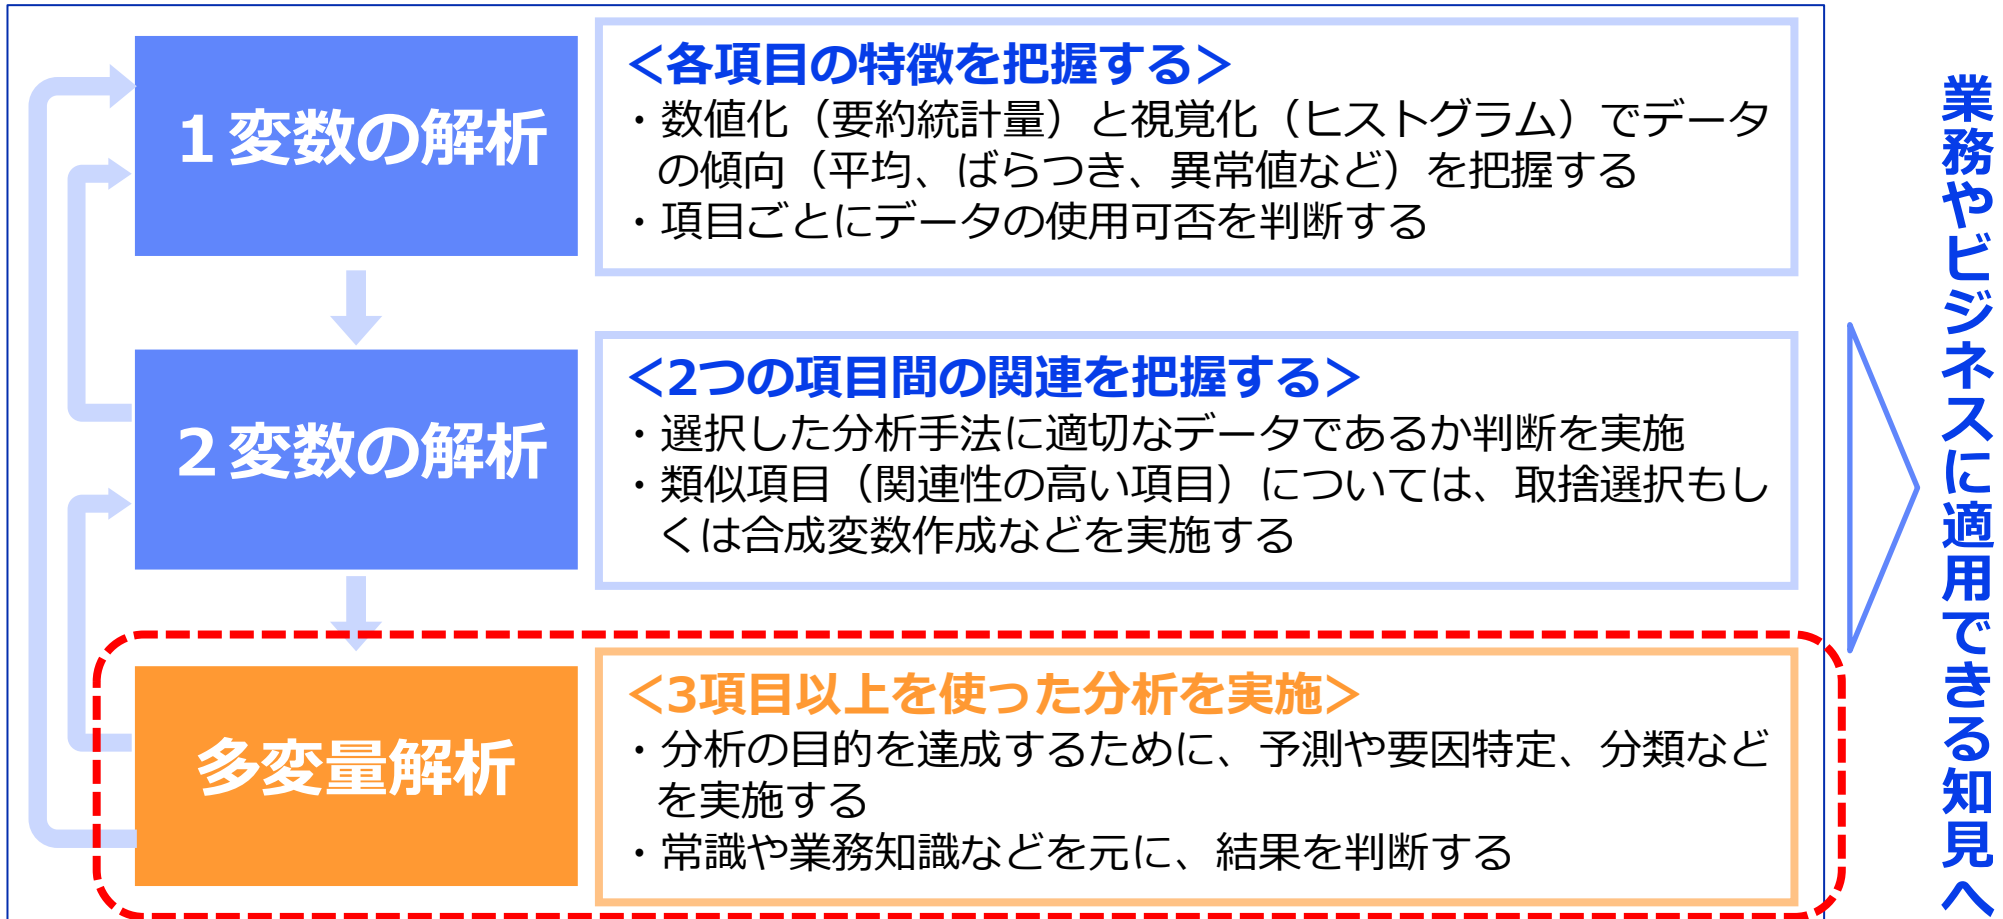 １変数の解析
＜各項目の特徴を把握する＞
・数値化（要約統計量）と視覚化（ヒストグラム）でデータ
の傾向（平均、ばらつき、異常値など）を把握する
・項目ごとにデータの使用可否を判断する
２変数の解析
＜2つの項目間の関連を把握する＞
・選択した分析手法に適切なデータであるか判断を実施
・類似項目（関連性の高い項目）については、取捨選択もし
くは合成変数作成などを実施する
多変量解析
＜3項目以上を使った分析を実施＞
・分析の目的を達成するために、予測や要因特定、分類など
を実施する
・常識や業務知識などを元に、結果を判断する
業務やビジネスに適用できる知見へ